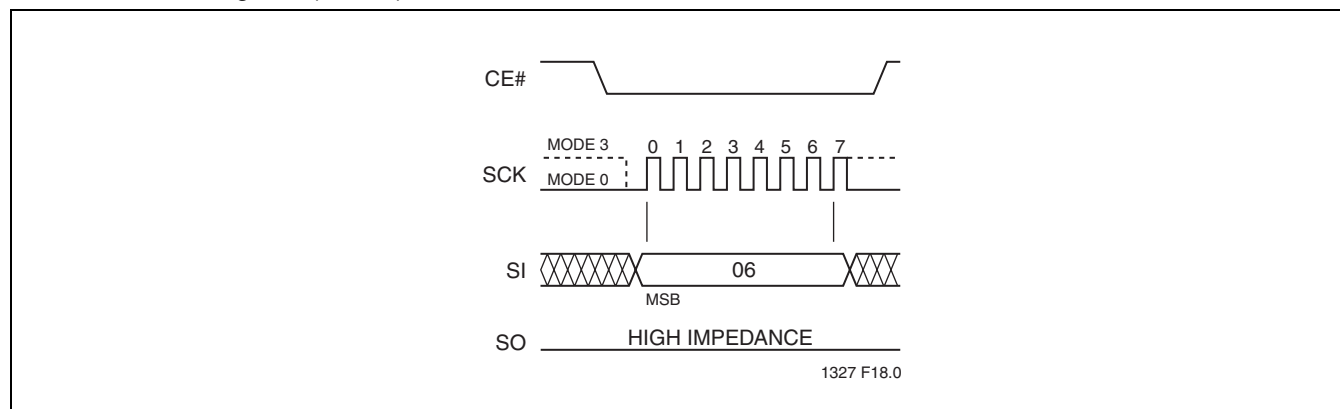 CE#
MODE 3
0 1 2 3 4 5 6 7
SCK
MODE 0
SI
06
MSB
SO
HIGH IMPEDANCE
1327 F18.0